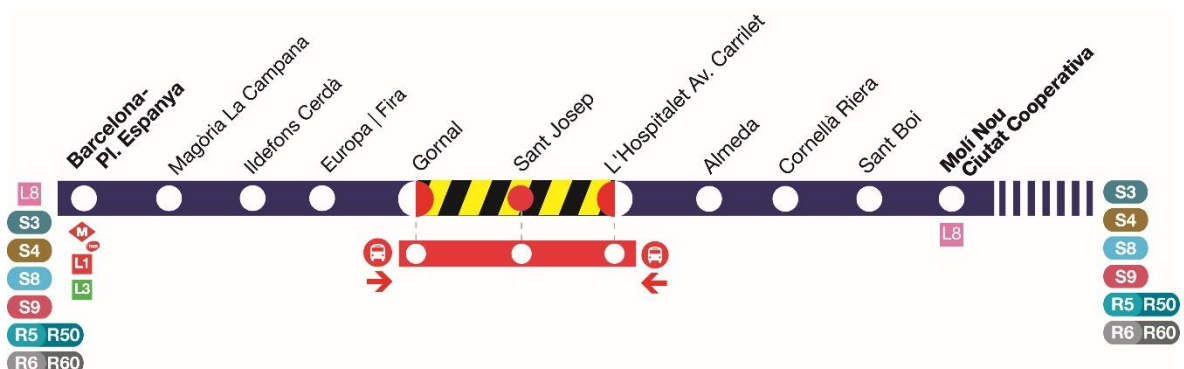 Barcelona-
Pl. Espanya
Magòria La Campana
Ildefons Cerdà
Europa | Fira
Gornal
Sant Josep
L'Hospitalet Av. Carrilet
Almeda
Cornellà Riera
Sant Boi
Molí Nou
Ciutat Cooperativa
L8
S3
S4
S8
S9
R5 R50
R6 R60
M
L1
L3
L8
S3
S4
S8
S9
R5 R50
R6 R60